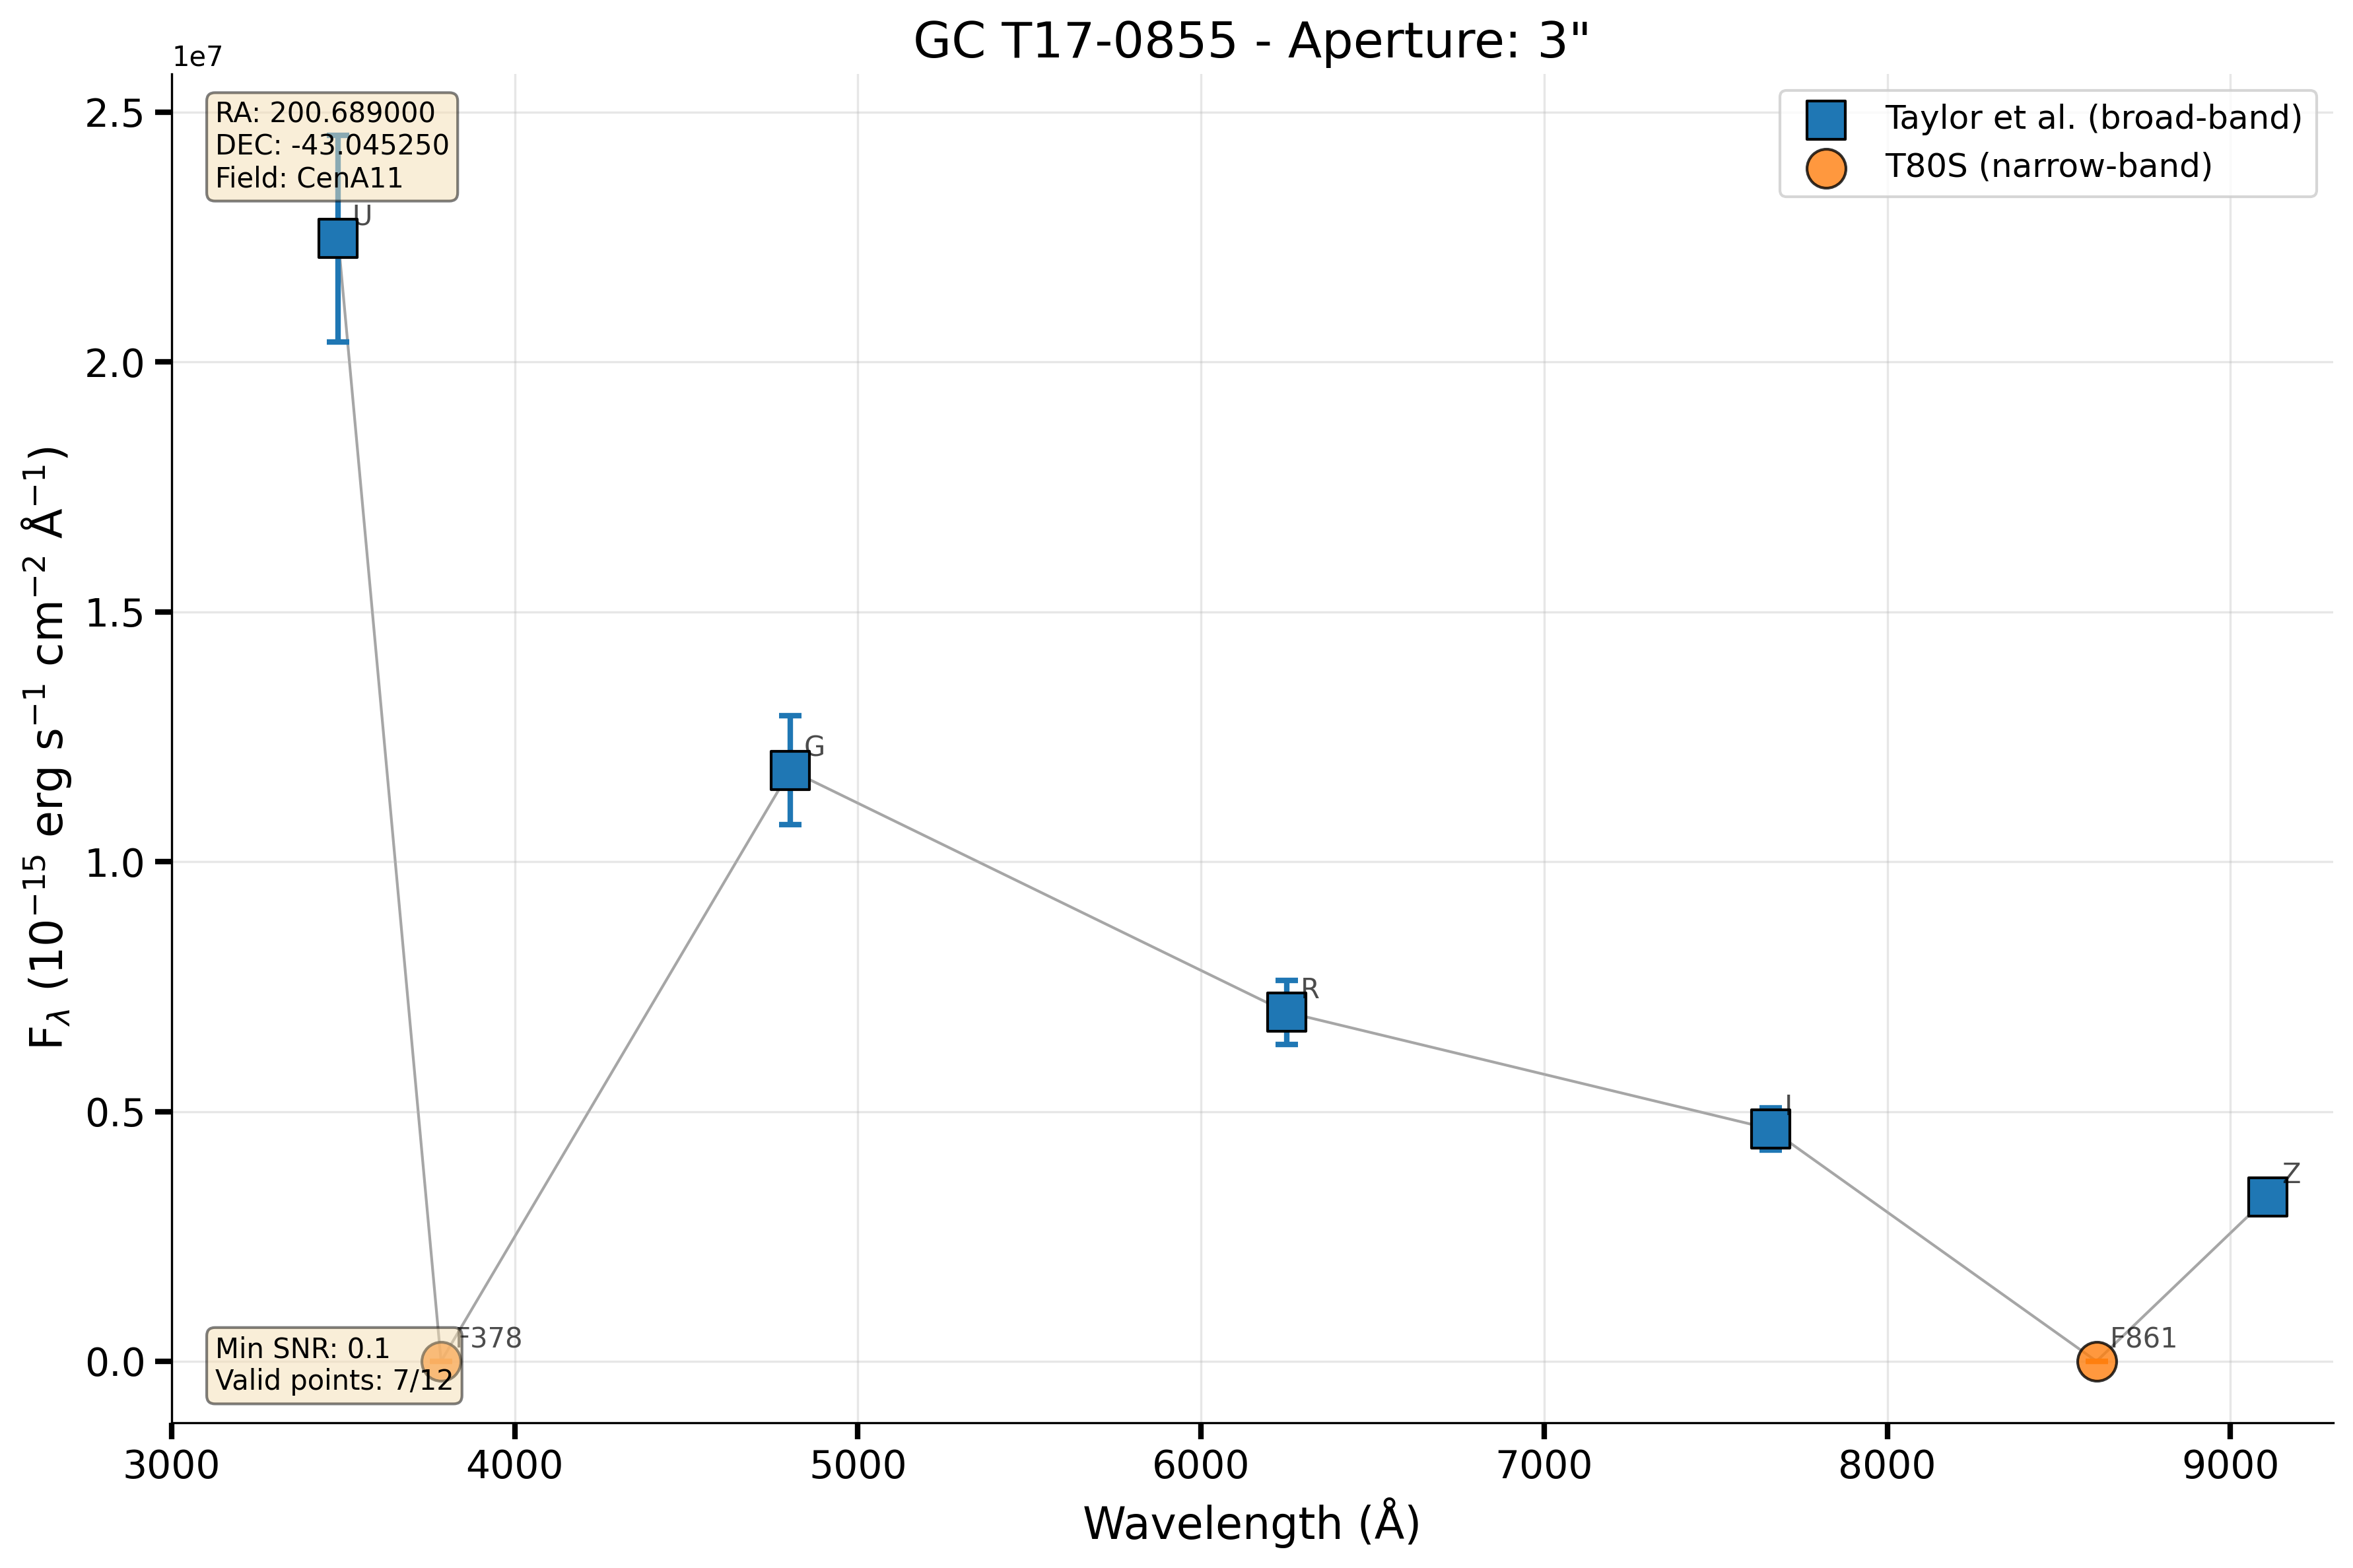 GC T17-0855 - Aperture: 3"
1e7
2.5
2.0
1.5
1.0
0.5
0.0
F_λ (10⁻¹⁵ erg s⁻¹ cm⁻² Å⁻¹)
RA: 200.689000
DEC: -43.045250
Field: CenA11
Taylor et al. (broad-band)
T80S (narrow-band)
U
G
R
I
Z
F378
F861
Min SNR: 0.1
Valid points: 7/12
3000 4000 5000 6000 7000 8000 9000
Wavelength (Å)